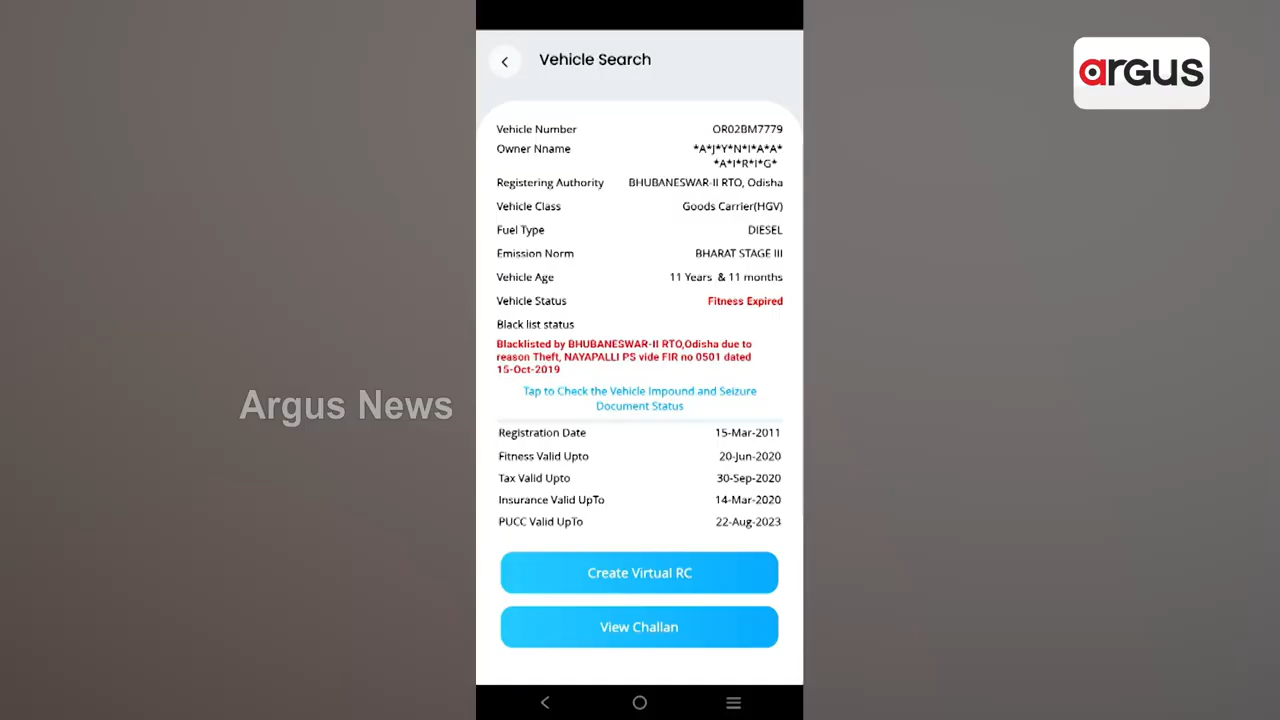 Vehicle Search
argus
Vehicle Number OR02BM7779
Owner Nname *A*J*Y*N*I*A*A*
*A*I*R*I*G*
Registering Authority BHUBANESWAR-II RTO, Odisha
Vehicle Class Goods Carrier(HGV)
Fuel Type DIESEL
Emission Norm BHARAT STAGE III
Vehicle Age 11 Years & 11 months
Vehicle Status Fitness Expired
Black list status
Blacklisted by BHUBANESWAR-II RTO,Odisha due to
reason Theft, NAYAPALLI PS vide FIR no 0501 dated
15-Oct-2019
Tap to Check the Vehicle Impound and Seizure
Document Status
Argus News
Registration Date 15-Mar-2011
Fitness Valid Upto 20-Jun-2020
Tax Valid Upto 30-Sep-2020
Insurance Valid UpTo 14-Mar-2020
PUCC Valid UpTo 22-Aug-2023
Create Virtual RC
View Challan